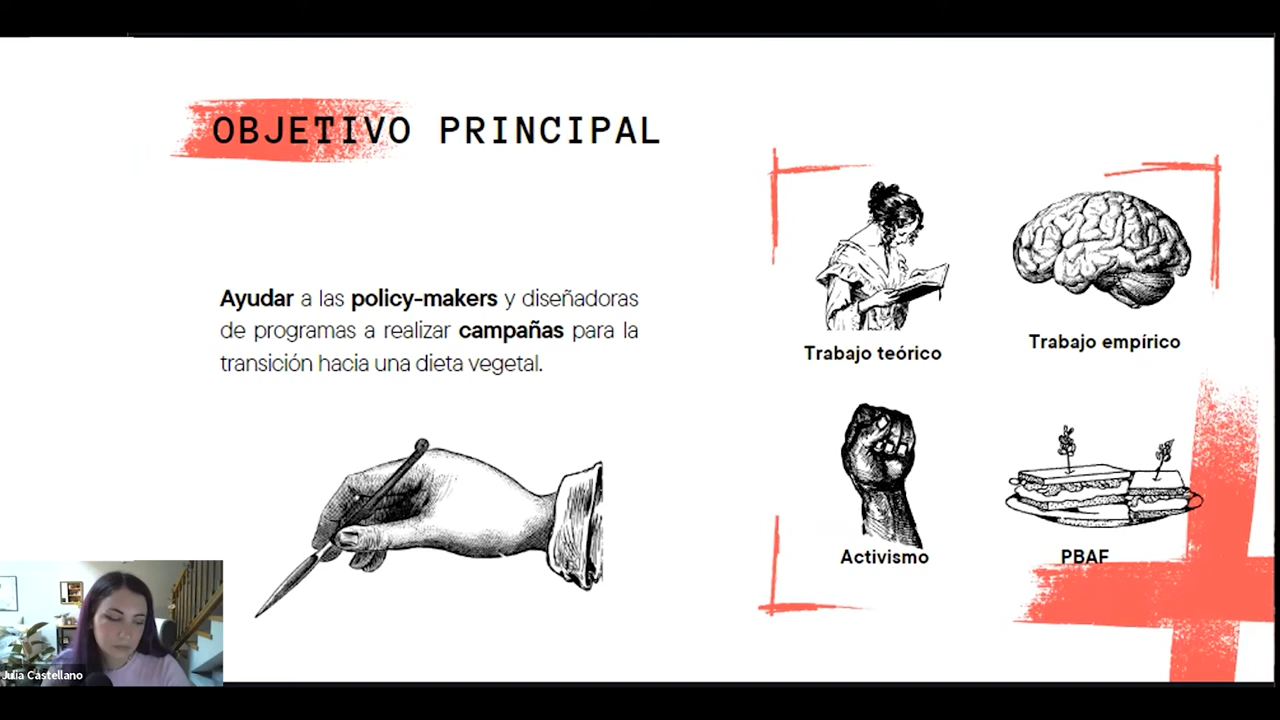 OBJETIVO PRINCIPAL
Ayudar a las policy-makers y diseñadoras
de programas a realizar campañas para la
transición hacia una dieta vegetal.
Trabajo teórico
Trabajo empírico
Activismo
PBAF
Julia Castellano